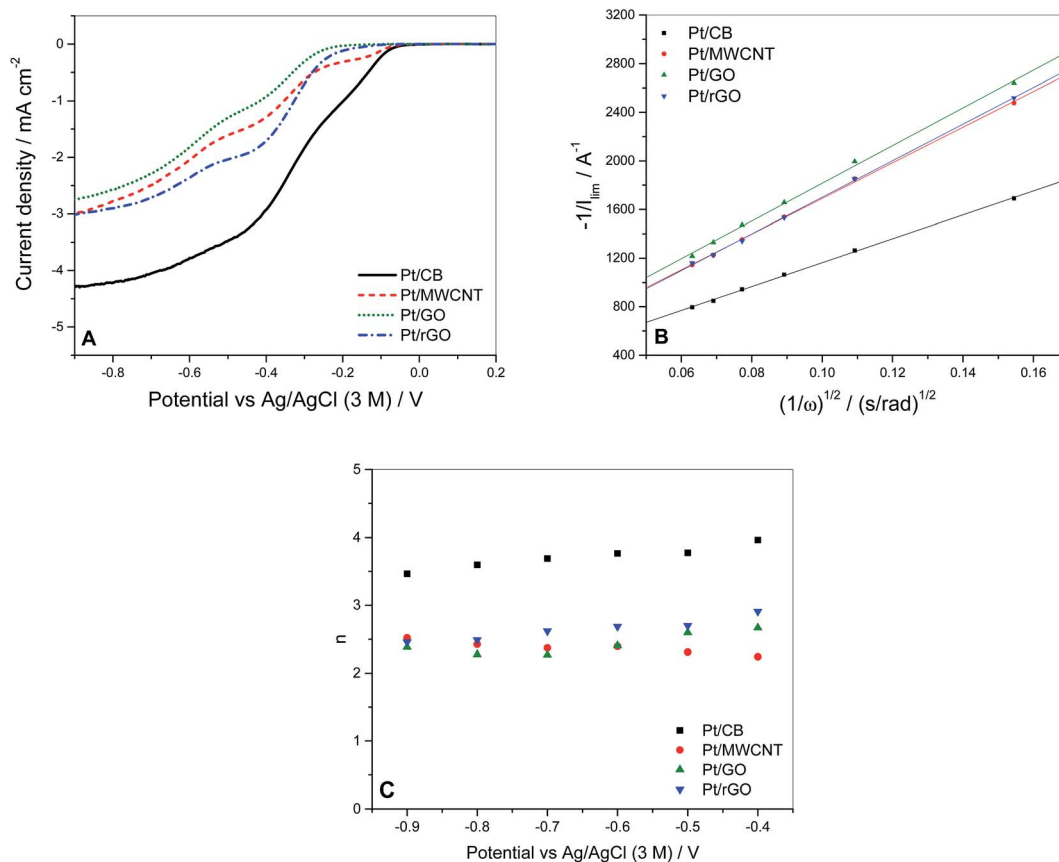 0
-1
-2
-3
-4
-5
Current density / mA cm⁻²
Pt/CB
Pt/MWCNT
Pt/GO
Pt/rGO
A
-0.8 -0.6 -0.4 -0.2 0.0 0.2
Potential vs Ag/AgCl (3 M) / V
3200
2800
2400
2000
1600
1200
800
400
-1/I_lim / A⁻¹
Pt/CB
Pt/MWCNT
Pt/GO
Pt/rGO
B
0.06 0.08 0.10 0.12 0.14 0.16
(1/ω)^1/2 / (s/rad)^1/2
5
4
3
2
1
0
n
Pt/CB
Pt/MWCNT
Pt/GO
Pt/rGO
C
-0.9 -0.8 -0.7 -0.6 -0.5 -0.4
Potential vs Ag/AgCl (3 M) / V